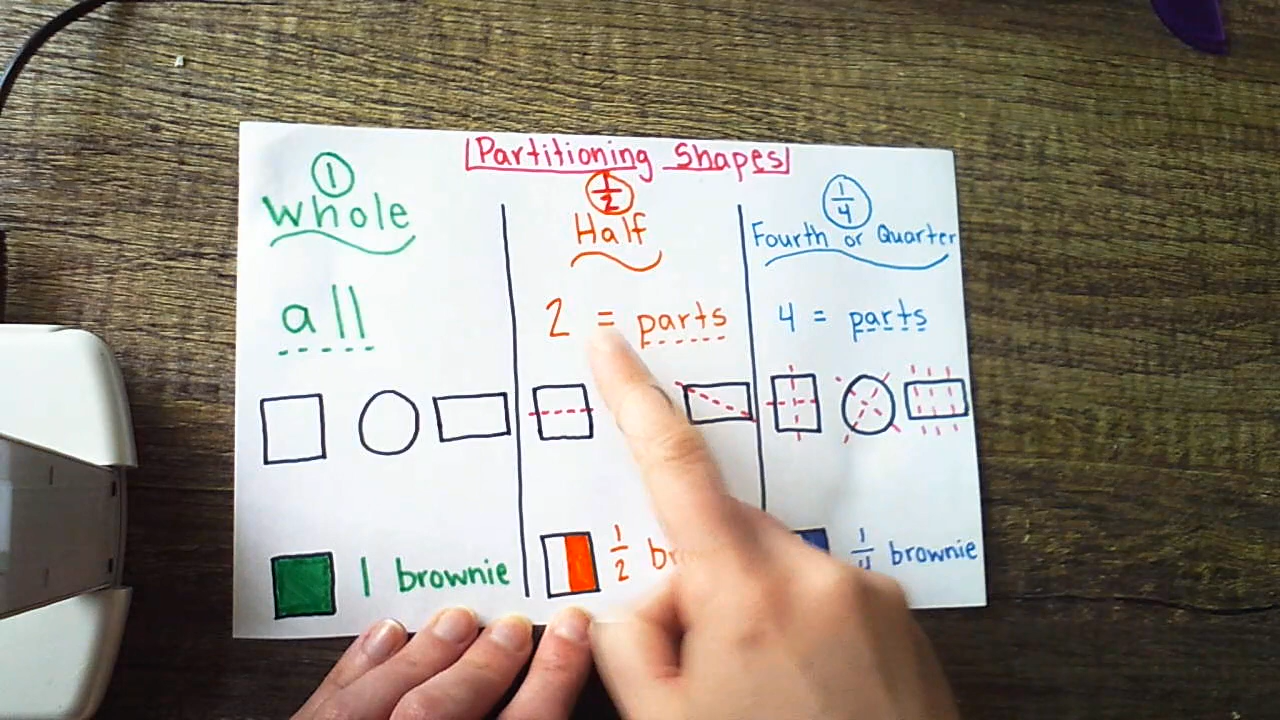 Partitioning Shapes
1
Whole
all
1 brownie
1/2
Half
2 = parts
1/2
1/4
Fourth or Quarter
4 = parts
1/4 brownie